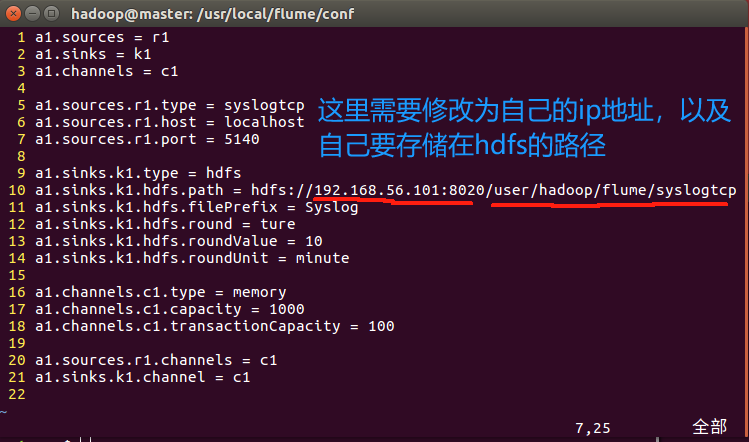 hadoop@master: /usr/local/flume/conf
1 a1.sources = r1
2 a1.sinks = k1
3 a1.channels = c1
4
5 a1.sources.r1.type = syslogtcp
6 a1.sources.r1.host = localhost
7 a1.sources.r1.port = 5140
这里需要修改为自己的ip地址，以及
自己要存储在hdfs的路径
8
9 a1.sinks.k1.type = hdfs
10 a1.sinks.k1.hdfs.path = hdfs://192.168.56.101:8020/user/hadoop/flume/syslogtcp
11 a1.sinks.k1.hdfs.filePrefix = Syslog
12 a1.sinks.k1.hdfs.round = ture
13 a1.sinks.k1.hdfs.roundValue = 10
14 a1.sinks.k1.hdfs.roundUnit = minute
15
16 a1.channels.c1.type = memory
17 a1.channels.c1.capacity = 1000
18 a1.channels.c1.transactionCapacity = 100
19
20 a1.sources.r1.channels = c1
21 a1.sinks.k1.channel = c1
22
~
7,25 全部